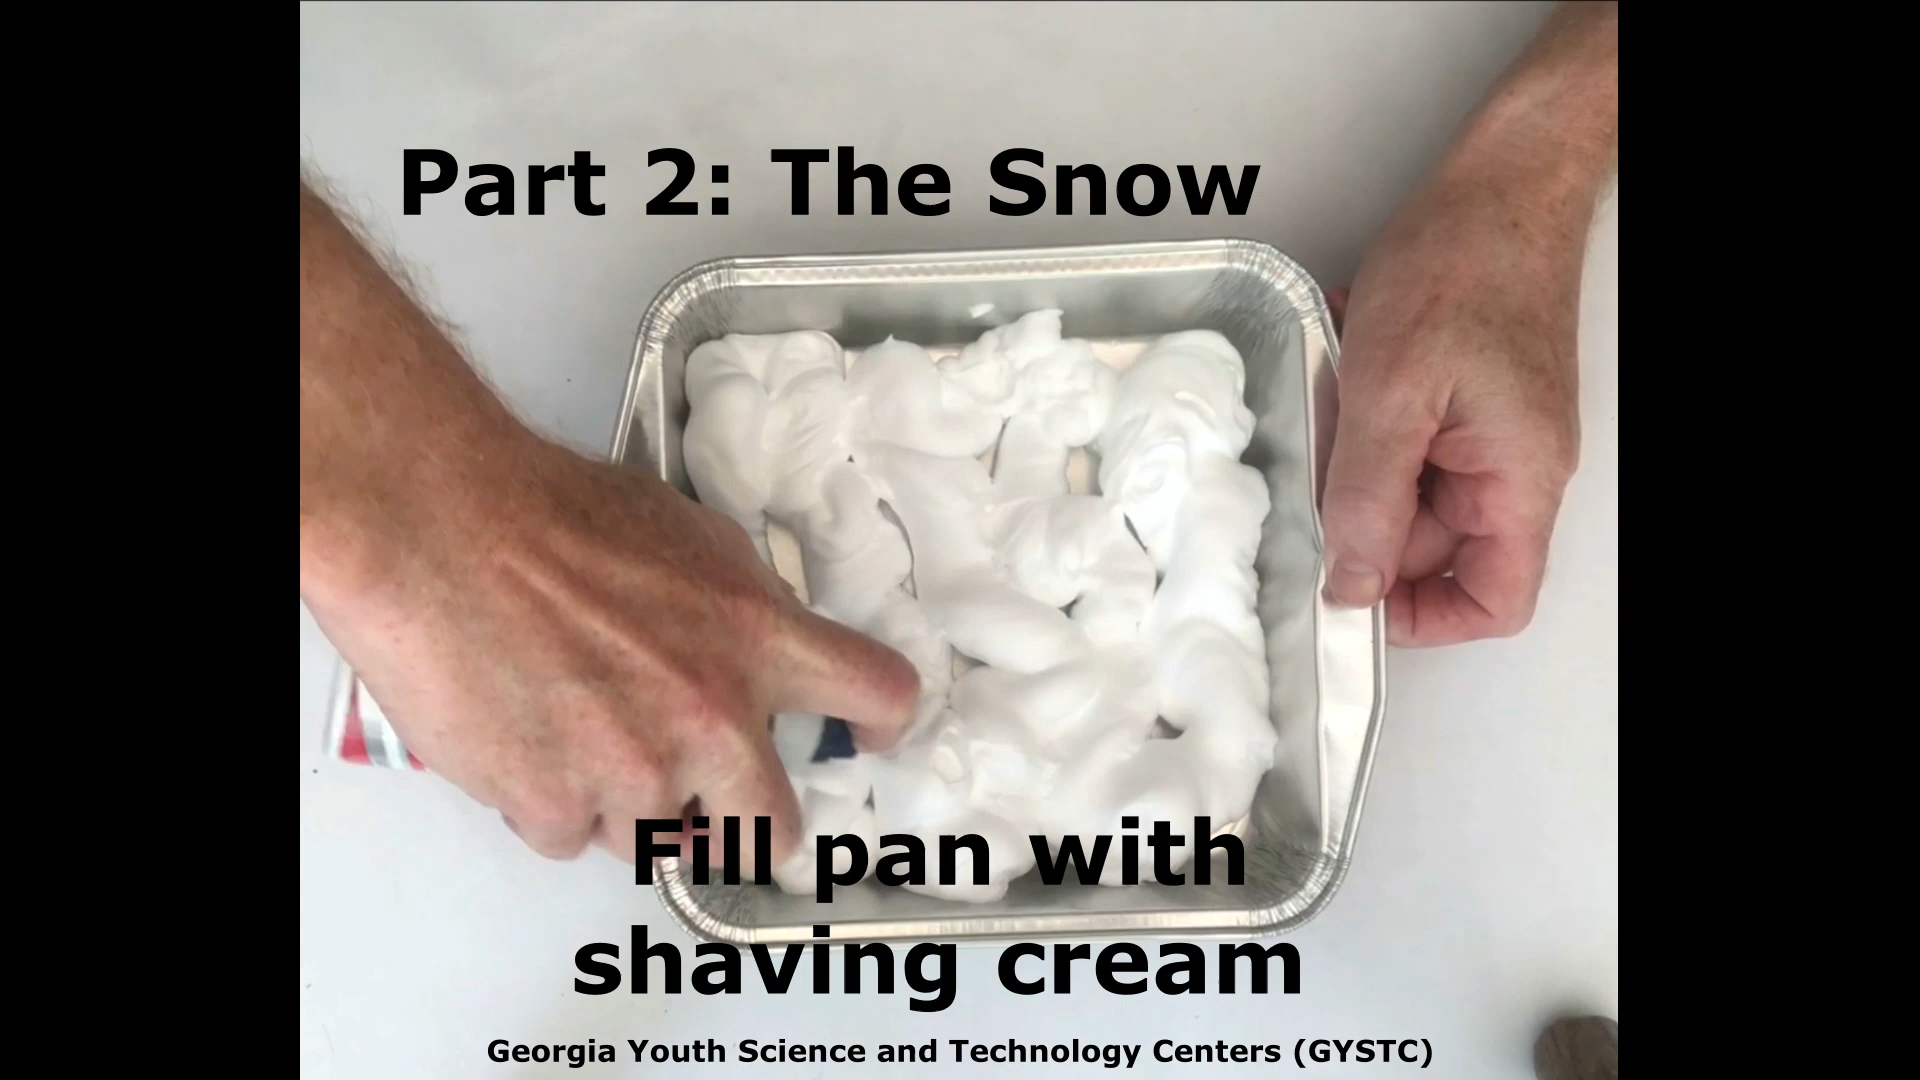 Part 2: The Snow
Fill pan with
shaving cream
Georgia Youth Science and Technology Centers (GYSTC)